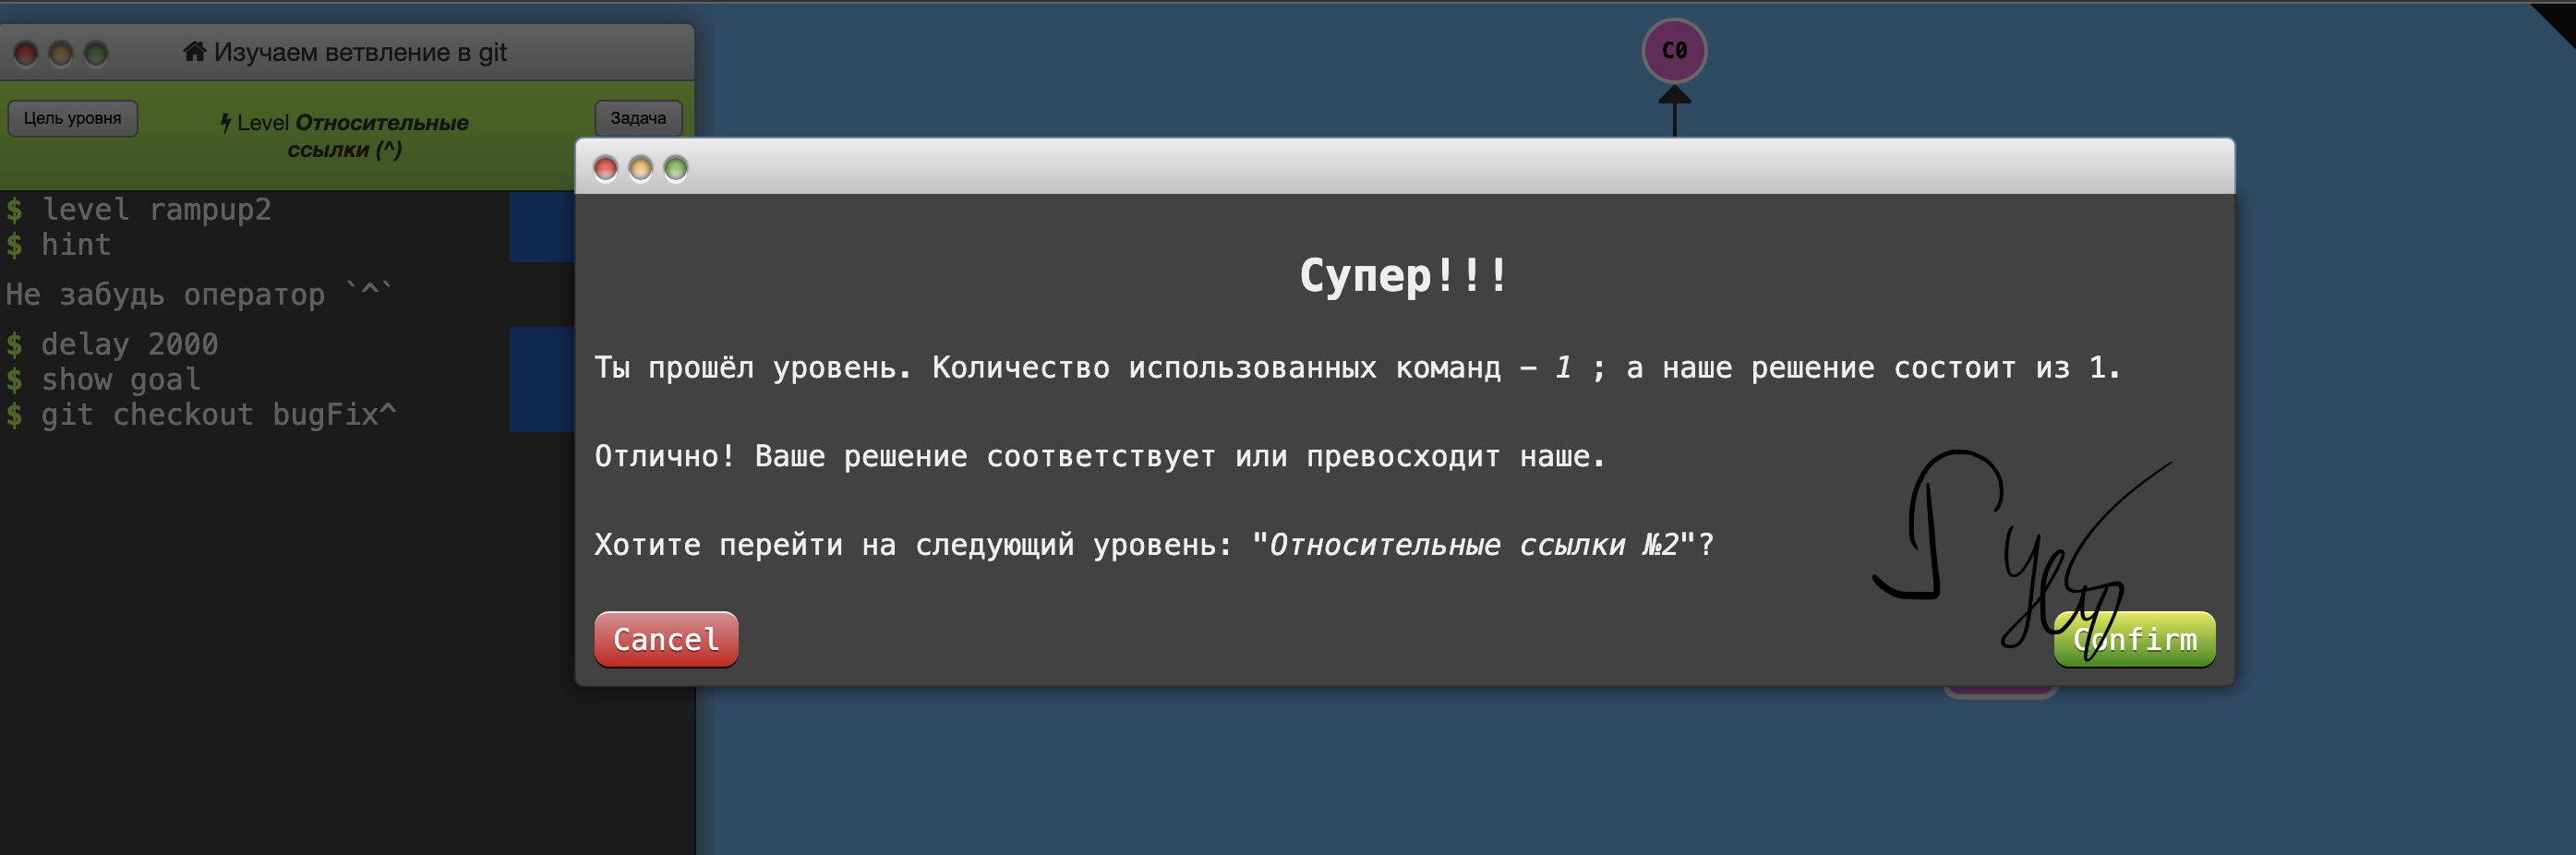 Изучаем ветвление в git
Цель уровня
Level Относительные
ссылки (^)
Задача
$ level rampup2
$ hint
Не забудь оператор `^`
$ delay 2000
$ show goal
$ git checkout bugFix^
C0
Супер!!!
Ты прошёл уровень. Количество использованных команд – 1 ; а наше решение состоит из 1.
Отлично! Ваше решение соответствует или превосходит наше.
Хотите перейти на следующий уровень: "Относительные ссылки №2"?
Cancel
Confirm